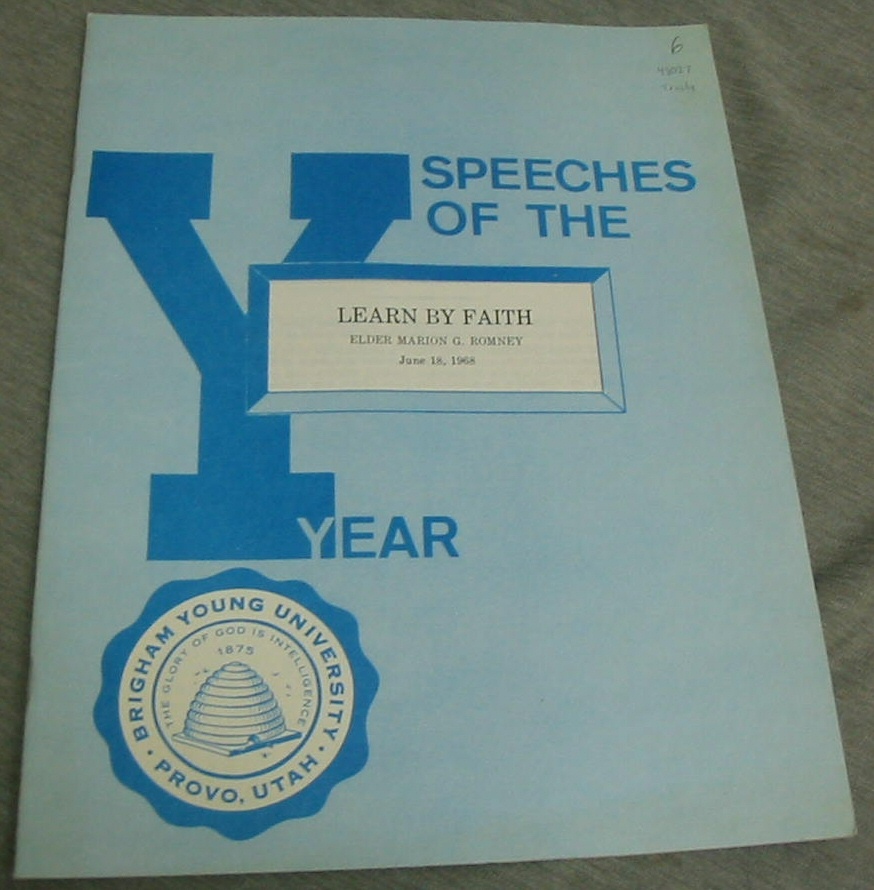 6
SPEECHES
OF THE
LEARN BY FAITH
ELDER MARION G. ROMNEY
June 18, 1968
YEAR
BRIGHAM YOUNG UNIVERSITY
THE GLORY OF GOD IS INTELLIGENCE
1875
• PROVO, UTAH •